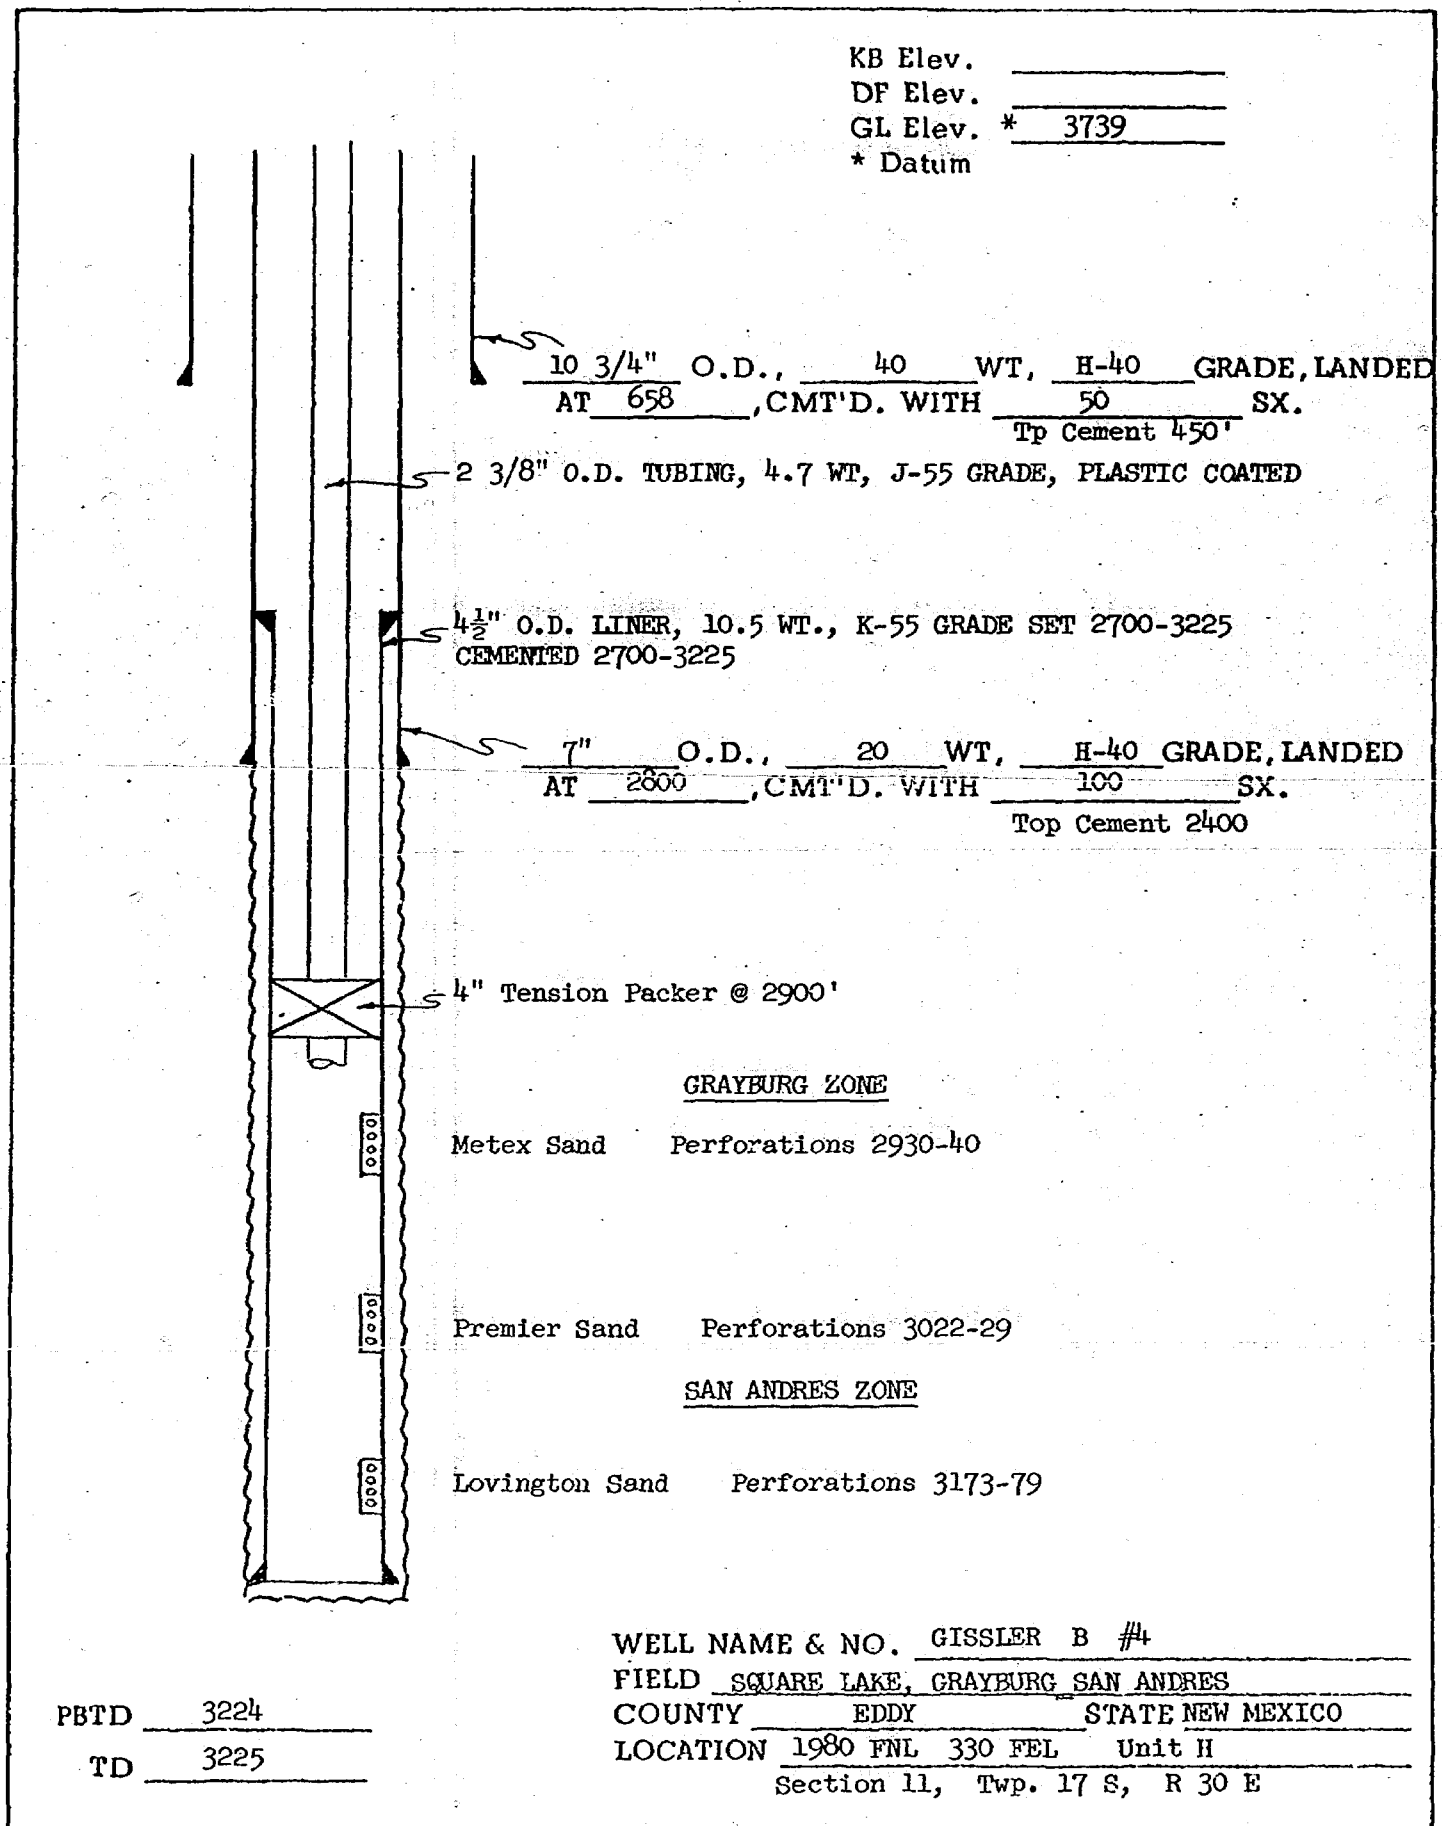 KB Elev.
DF Elev.
GL Elev. * 3739
* Datum
10 3/4" O.D., 40 WT, H-40 GRADE, LANDED
AT 658, CMT'D. WITH 50 SX.
Tp Cement 450'
2 3/8" O.D. TUBING, 4.7 WT, J-55 GRADE, PLASTIC COATED
4½" O.D. LINER, 10.5 WT., K-55 GRADE SET 2700-3225
CEMENTED 2700-3225
7" O.D., 20 WT, H-40 GRADE, LANDED
AT 2800, CMT'D. WITH 100 SX.
Top Cement 2400
4" Tension Packer @ 2900'
GRAYBURG ZONE
Metex Sand Perforations 2930-40
Premier Sand Perforations 3022-29
SAN ANDRES ZONE
Lovington Sand Perforations 3173-79
WELL NAME & NO. GISSLER B #4
FIELD SQUARE LAKE, GRAYBURG SAN ANDRES
COUNTY EDDY STATE NEW MEXICO
LOCATION 1980 FNL 330 FEL Unit H
Section 11, Twp. 17 S, R 30 E
PBTD 3224
TD 3225